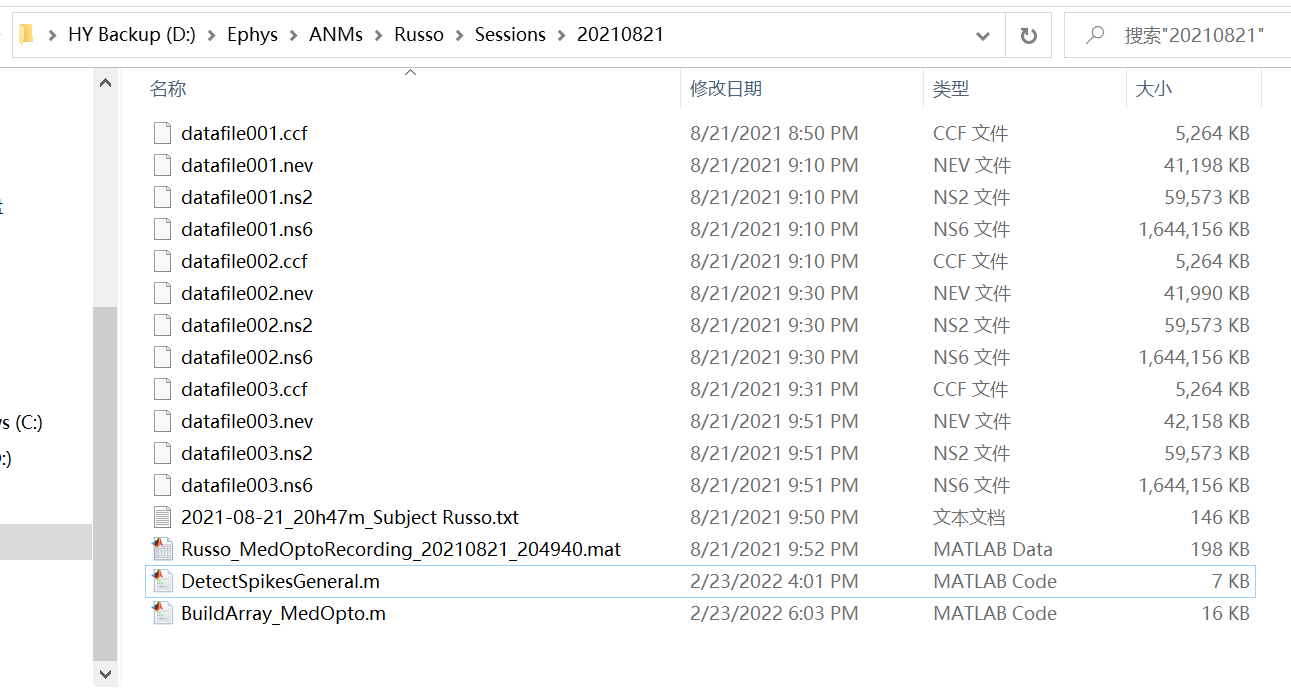 HY Backup (D:) > Ephys > ANMs > Russo > Sessions > 20210821 搜索"20210821"
名称 修改日期 类型 大小
datafile001.ccf 8/21/2021 8:50 PM CCF 文件 5,264 KB
datafile001.nev 8/21/2021 9:10 PM NEV 文件 41,198 KB
datafile001.ns2 8/21/2021 9:10 PM NS2 文件 59,573 KB
datafile001.ns6 8/21/2021 9:10 PM NS6 文件 1,644,156 KB
datafile002.ccf 8/21/2021 9:10 PM CCF 文件 5,264 KB
datafile002.nev 8/21/2021 9:30 PM NEV 文件 41,990 KB
datafile002.ns2 8/21/2021 9:30 PM NS2 文件 59,573 KB
datafile002.ns6 8/21/2021 9:30 PM NS6 文件 1,644,156 KB
datafile003.ccf 8/21/2021 9:31 PM CCF 文件 5,264 KB
datafile003.nev 8/21/2021 9:51 PM NEV 文件 42,158 KB
s (C:)
datafile003.ns2 8/21/2021 9:51 PM NS2 文件 59,573 KB
:)
datafile003.ns6 8/21/2021 9:51 PM NS6 文件 1,644,156 KB
2021-08-21_20h47m_Subject Russo.txt 8/21/2021 9:50 PM 文本文档 146 KB
Russo_MedOptoRecording_20210821_204940.mat 8/21/2021 9:52 PM MATLAB Data 198 KB
DetectSpikesGeneral.m 2/23/2022 4:01 PM MATLAB Code 7 KB
BuildArray_MedOpto.m 2/23/2022 6:03 PM MATLAB Code 16 KB